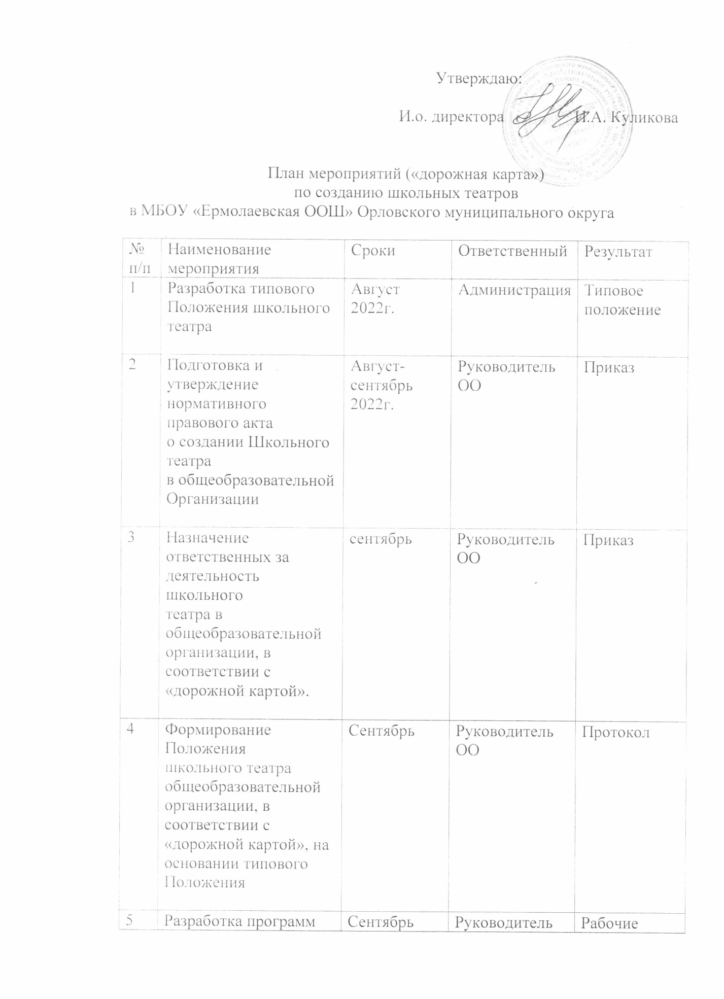 Утверждаю:
И.о. директора И.А. Куликова
План мероприятий («дорожная карта»)
по созданию школьных театров
в МБОУ «Ермолаевская ООШ» Орловского муниципального округа
№ Наименование Сроки Ответственный Результат
п/п мероприятия
1 Разработка типового Август Администрация Типовое
Положения школьного 2022г. положение
театра
2 Подготовка и Август- Руководитель Приказ
утверждение сентябрь ОО
нормативного 2022г.
правового акта
о создании Школьного
театра
в общеобразовательной
Организации
3 Назначение сентябрь Руководитель Приказ
ответственных за ОО
деятельность
школьного
театра в
общеобразовательной
организации, в
соответствии с
«дорожной картой».
4 Формирование Сентябрь Руководитель Протокол
Положения ОО
школьного театра
общеобразовательной
организации, в
соответствии с
«дорожной картой», на
основании типового
Положения
5 Разработка программ Сентябрь Руководитель Рабочие